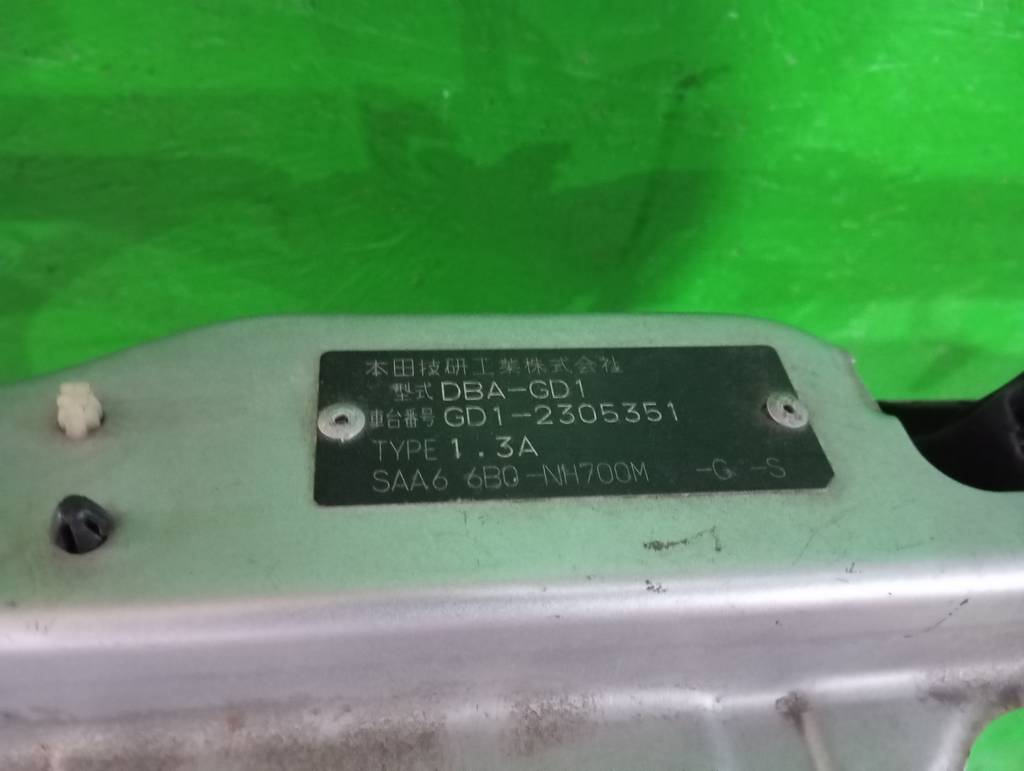 本田技研工業株式会社
型式 DBA-GD1
車台番号 GD1-2305351
TYPE 1.3A
SAA6 6B0-NH700M -G -S